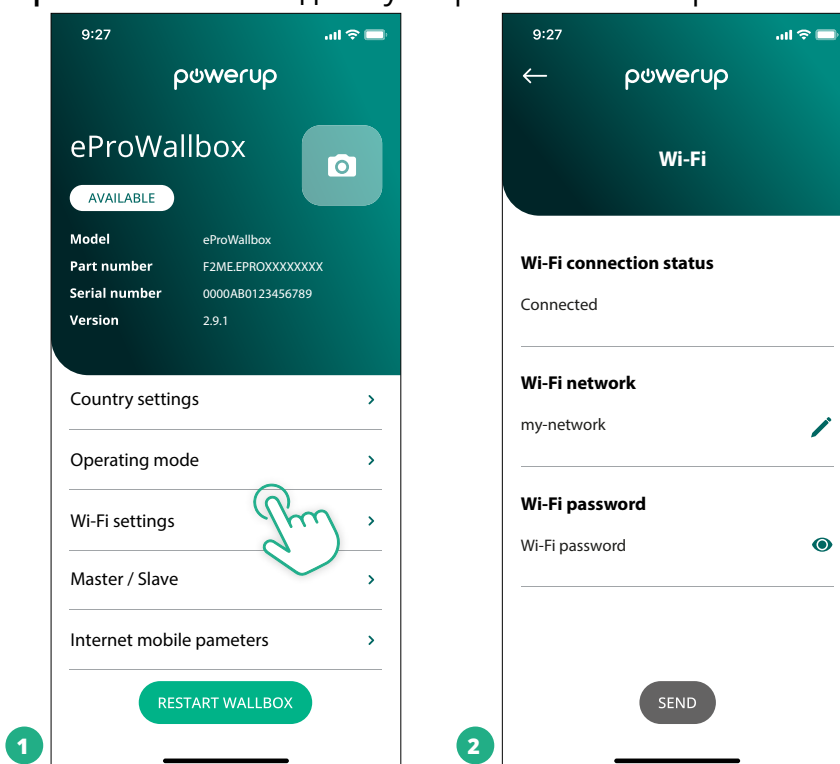 9:27
powerup
eProWallbox
AVAILABLE
Model eProWallbox
Part number F2ME.EPROXXXXXXX
Serial number 0000AB0123456789
Version 2.9.1
Country settings
Operating mode
Wi-Fi settings
Master / Slave
Internet mobile pameters
RESTART WALLBOX
1
9:27
powerup
Wi-Fi
Wi-Fi connection status
Connected
Wi-Fi network
my-network
Wi-Fi password
Wi-Fi password
SEND
2